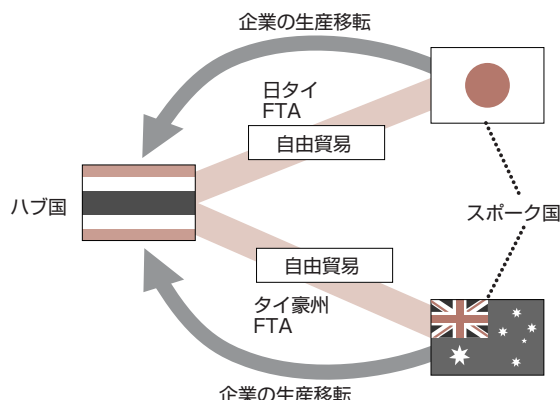 企業の生産移転
日タイ
FTA
自由貿易
ハブ国
スポーク国
自由貿易
タイ豪州
FTA
企業の生産移転